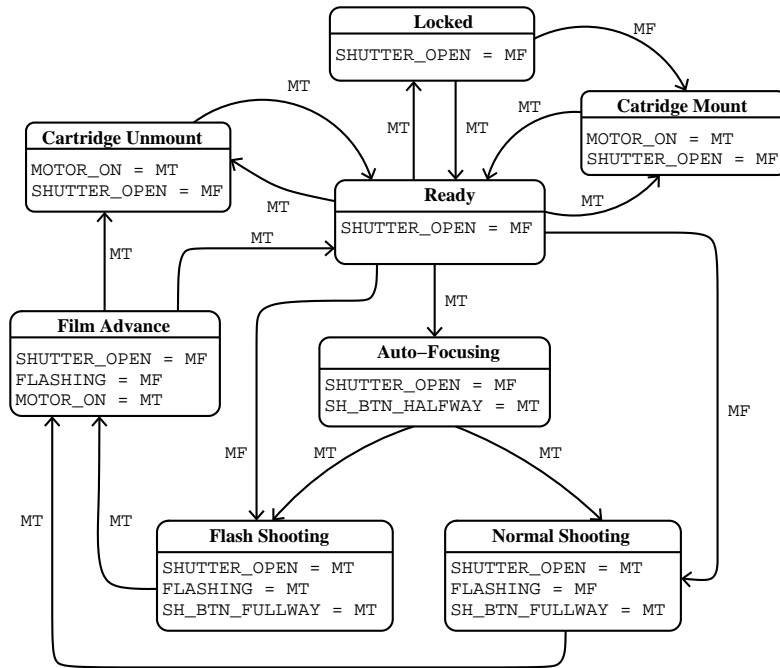 Locked
SHUTTER_OPEN = MF
MF
MT
Cartridge Unmount
MOTOR_ON = MT
SHUTTER_OPEN = MF
MT
MT
MT
Catridge Mount
MOTOR_ON = MT
SHUTTER_OPEN = MF
MT
MT
Ready
SHUTTER_OPEN = MF
MT
MT
MT
MT
Film Advance
SHUTTER_OPEN = MF
FLASHING = MF
MOTOR_ON = MT
Auto−Focusing
SHUTTER_OPEN = MF
SH_BTN_HALFWAY = MT
MF
MT
MT
MF
MT
MT
Flash Shooting
SHUTTER_OPEN = MT
FLASHING = MT
SH_BTN_FULLWAY = MT
Normal Shooting
SHUTTER_OPEN = MT
FLASHING = MF
SH_BTN_FULLWAY = MT